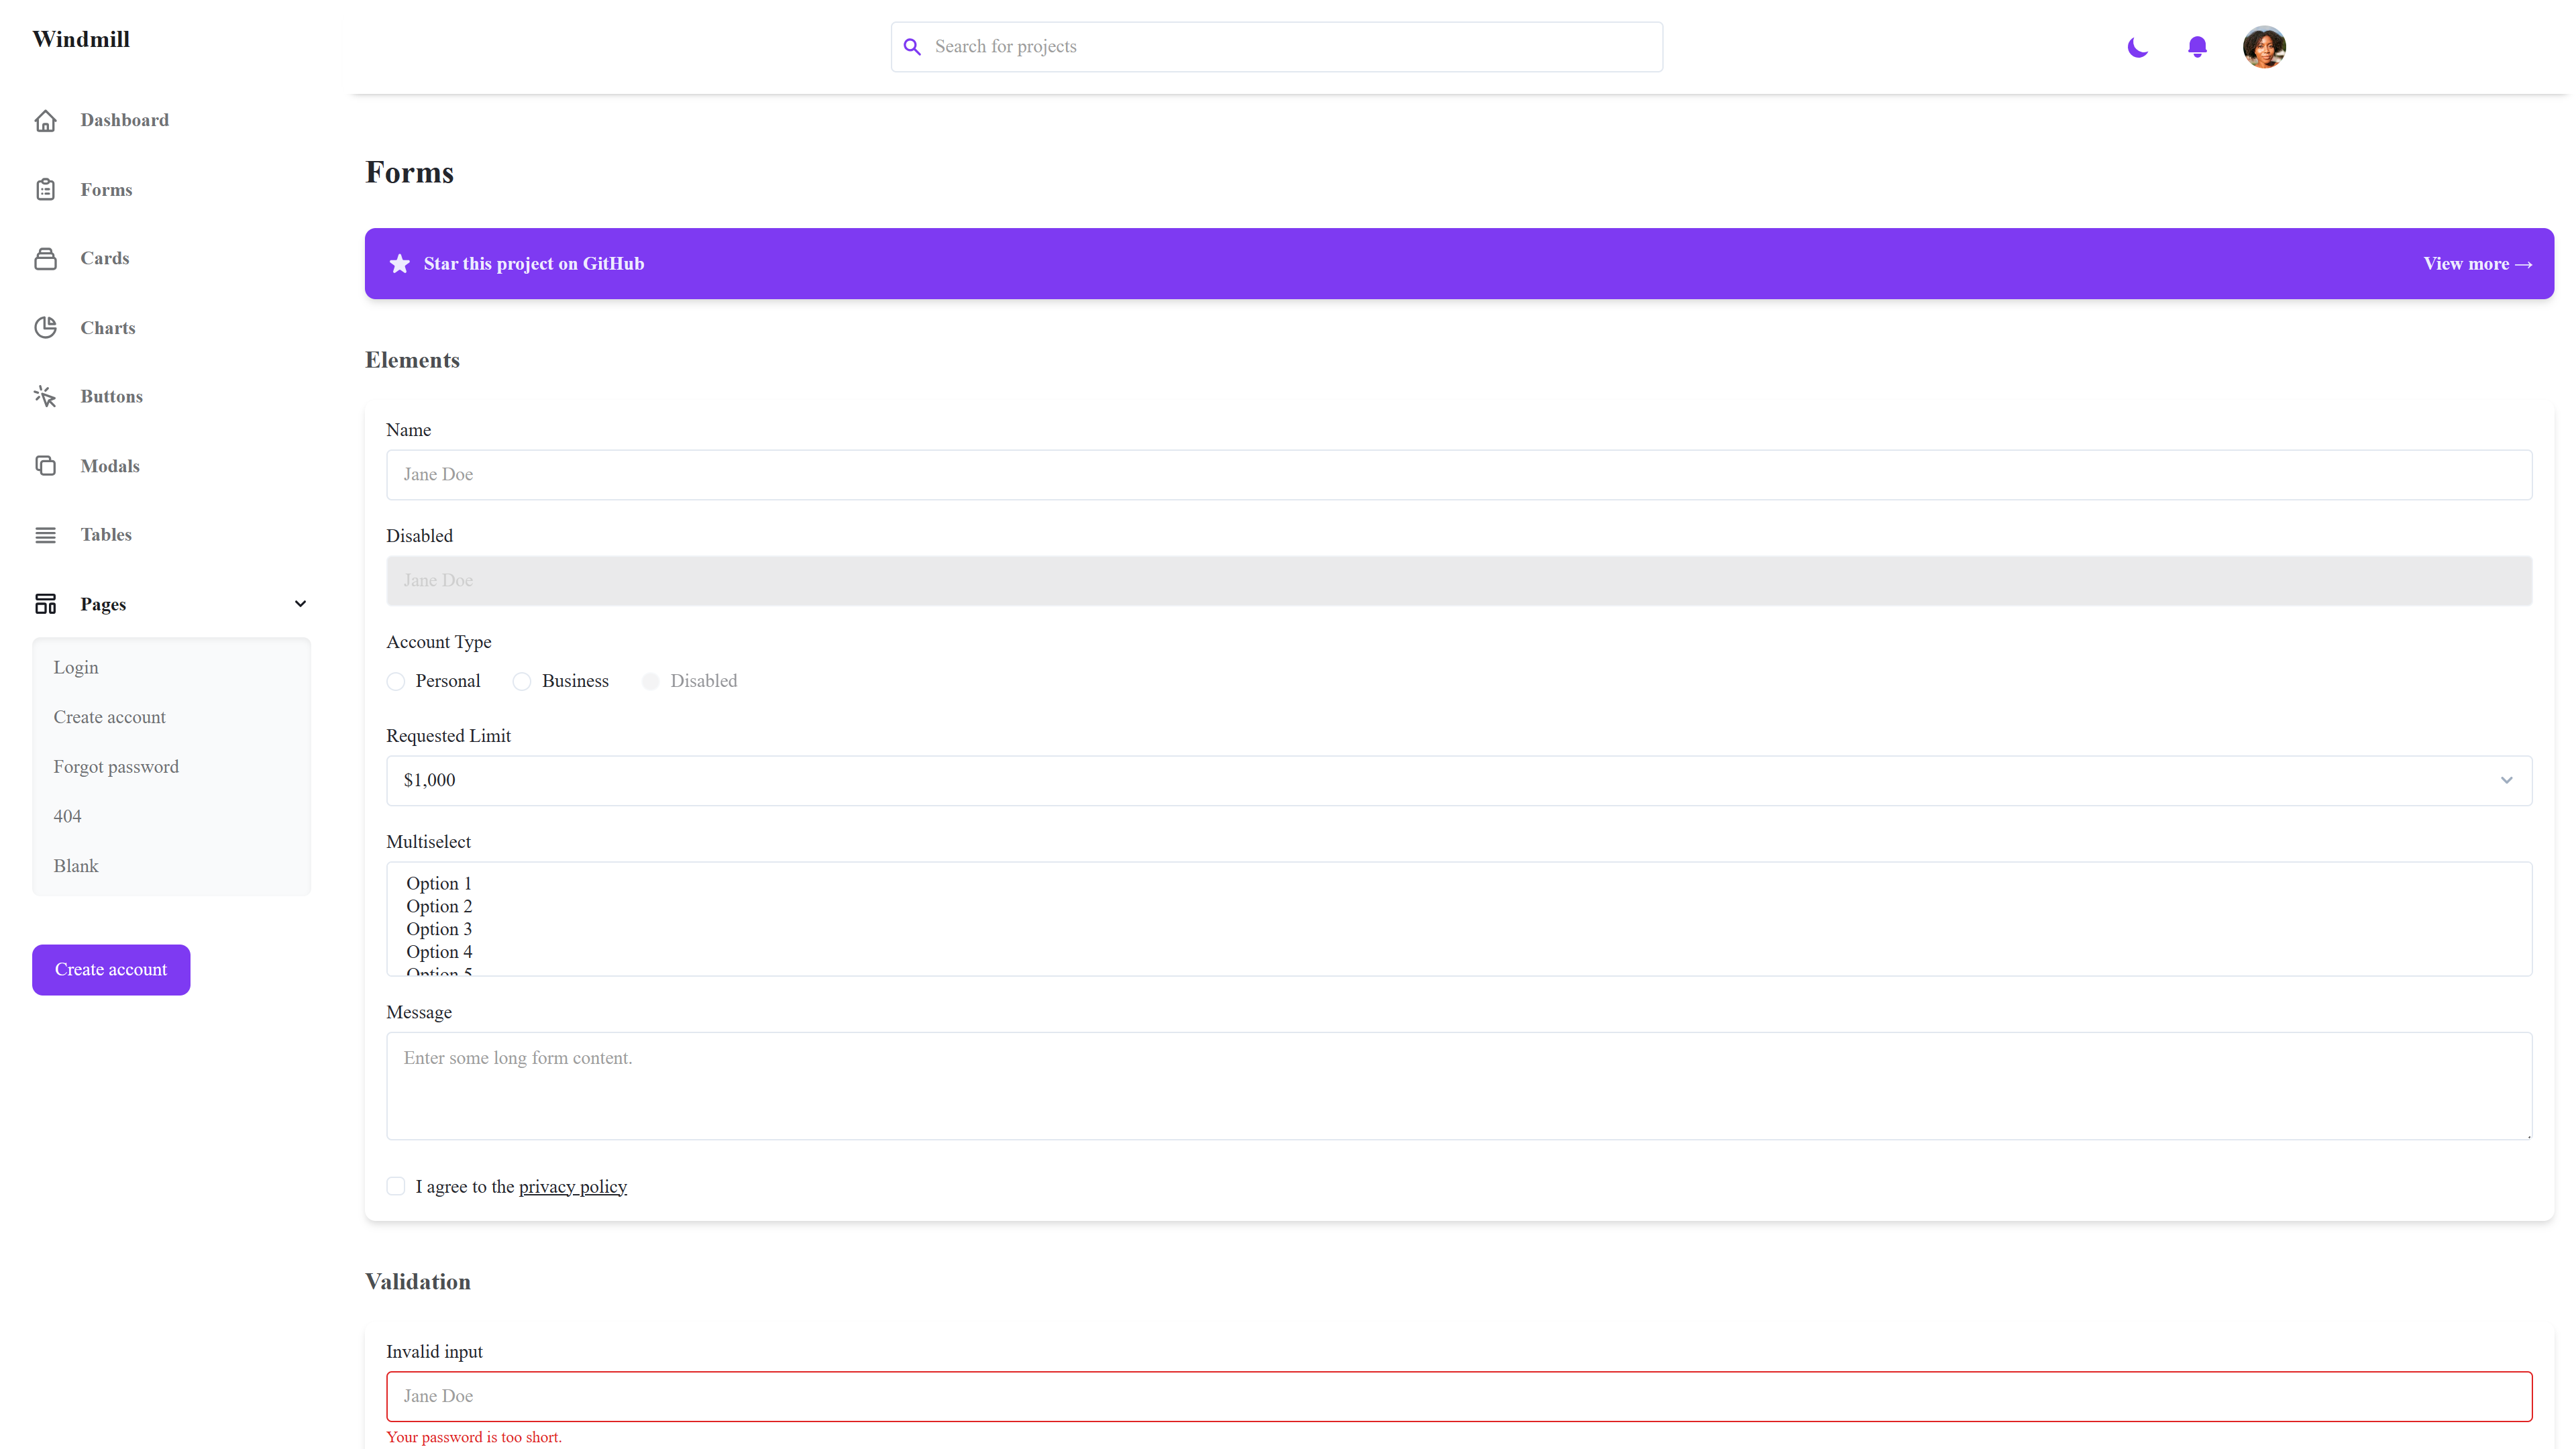 Windmill
Search for projects
Dashboard
Forms
Cards
Charts
Buttons
Modals
Tables
Pages
Login
Create account
Forgot password
404
Blank
Create account
Forms
Star this project on GitHub
View more →
Elements
Name
Jane Doe
Disabled
Jane Doe
Account Type
Personal
Business
Disabled
Requested Limit
$1,000
Multiselect
Option 1
Option 2
Option 3
Option 4
Option 5
Message
Enter some long form content.
I agree to the privacy policy
Validation
Invalid input
Jane Doe
Your password is too short.